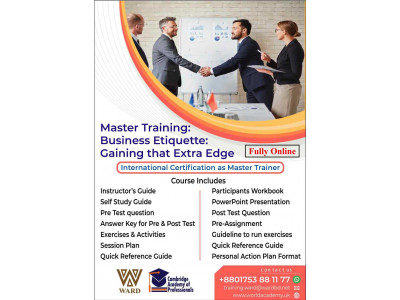 Master Training:
Business Etiquette:
Gaining that Extra Edge
Fully Online
International Certification as Master Trainer
Course Includes
Instructor's Guide
Self Study Guide
Pre Test question
Answer Key for Pre & Post Test
Exercises & Activities
Session Plan
Quick Reference Guide
Participants Workbook
PowerPoint Presentation
Post Test Question
Pre-Assignment
Guideline to run exercises
Quick Reference Guide
Personal Action Plan Format
WARD
Cambridge
Academy of
Professionals
contact us
+8801753 88 11 77
training.ward@wardbd.net